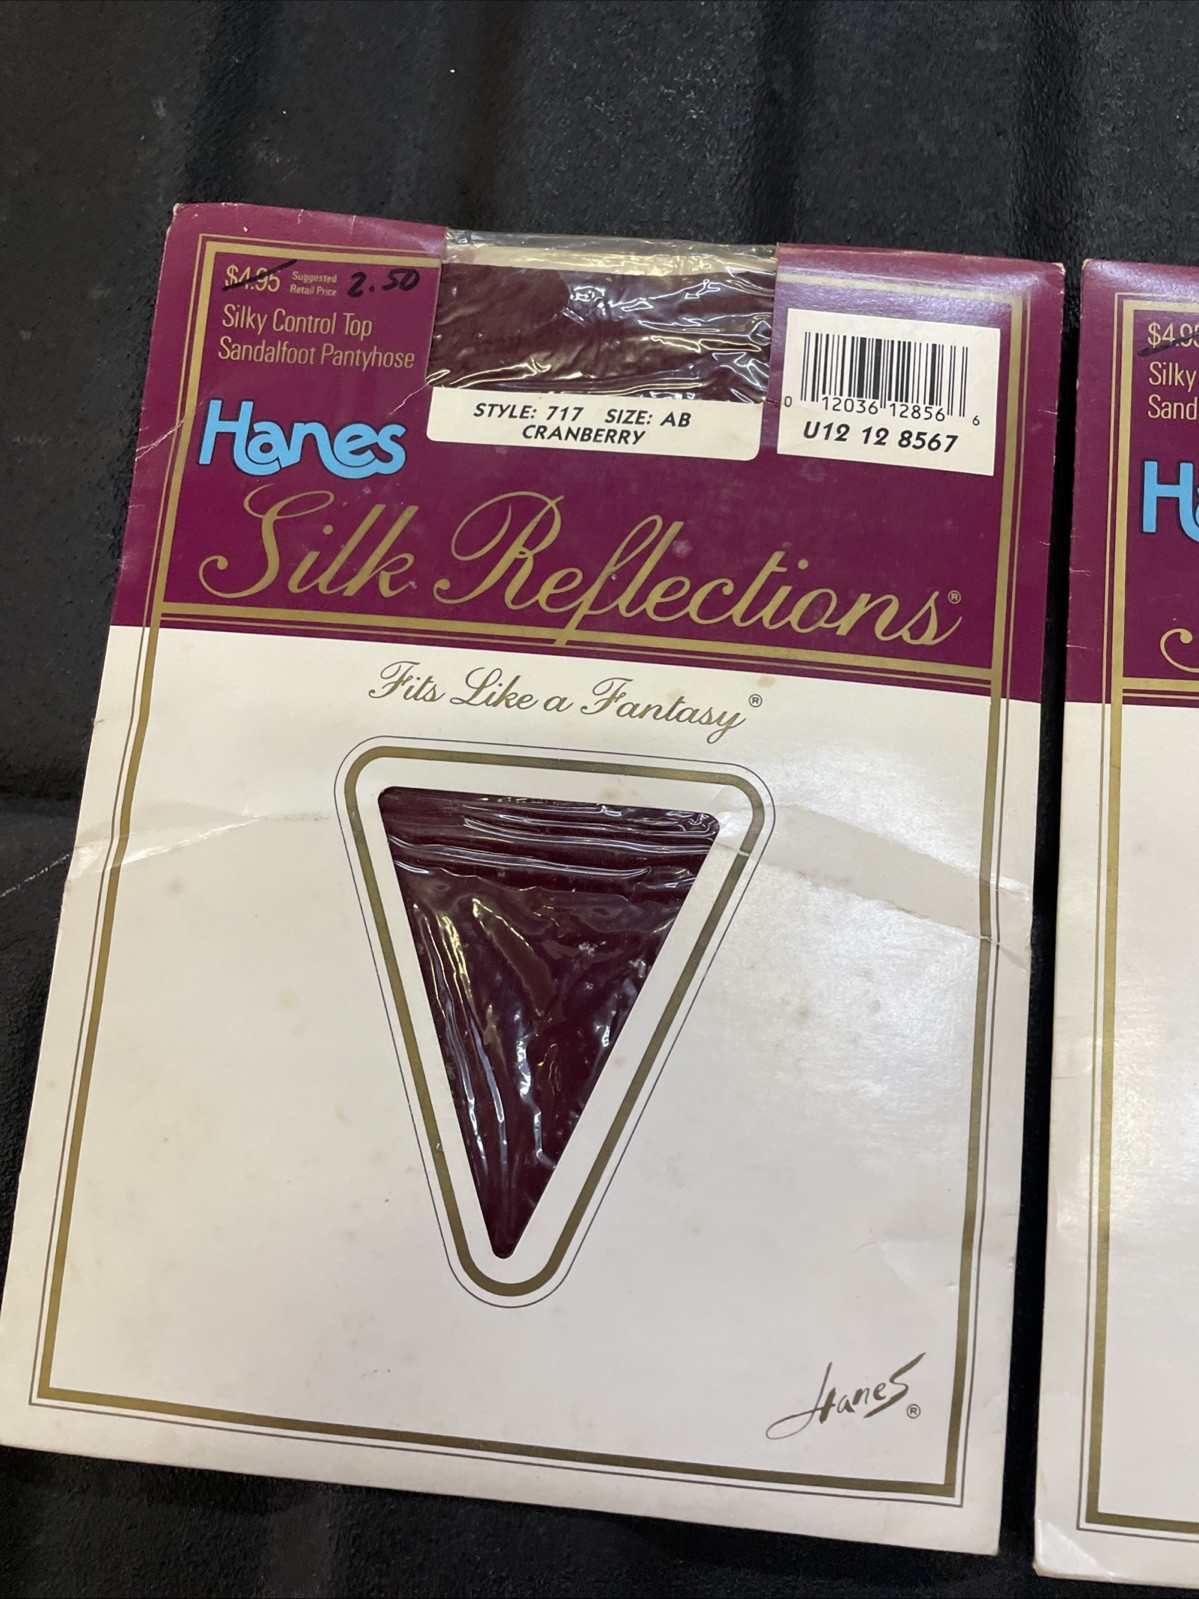 $4.95 Suggested Retail Price 2.50
Silky Control Top
Sandalfoot Pantyhose
Hanes
STYLE: 717 SIZE: AB
CRANBERRY
0 12036 12856 6
U12 12 8567
Silk Reflections®
Fits Like a Fantasy®
Hanes®
$4.9
Silky
Sand
Ha